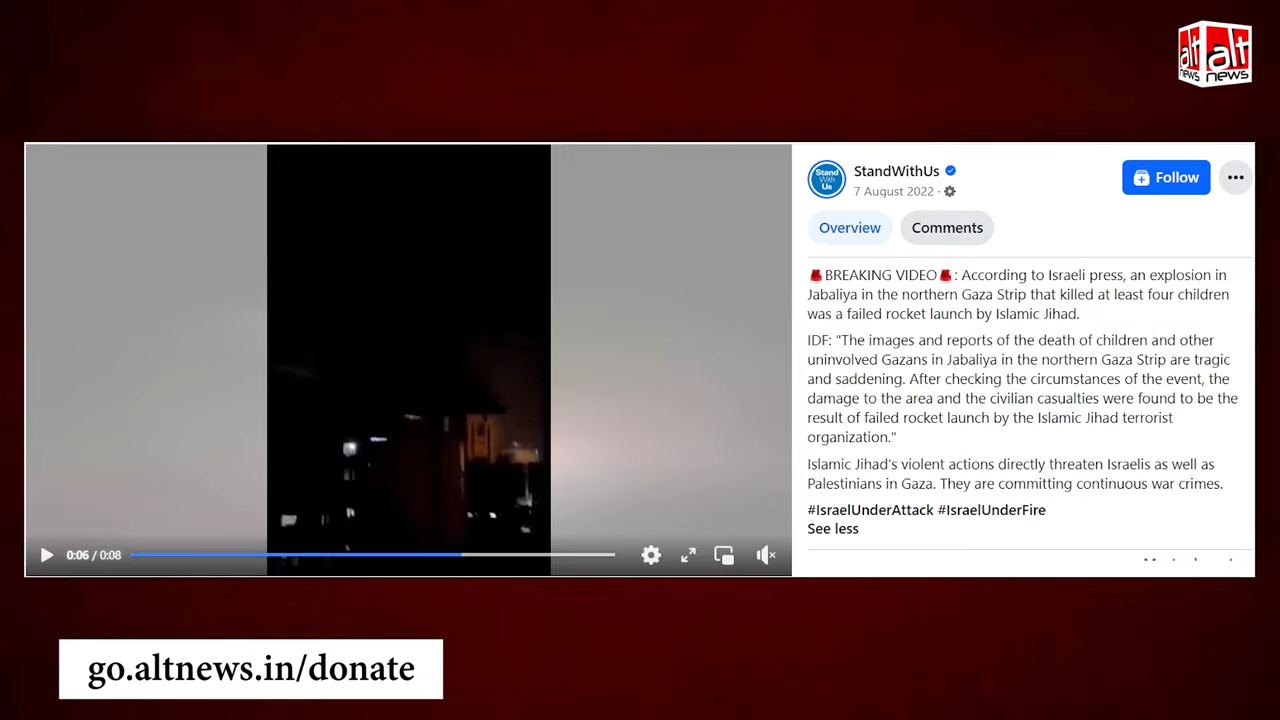 alt alt
news news
StandWithUs
Stand
With
Us
7 August 2022 ·
Follow
Overview
Comments
BREAKING VIDEO: According to Israeli press, an explosion in
Jabaliya in the northern Gaza Strip that killed at least four children
was a failed rocket launch by Islamic Jihad.
IDF: "The images and reports of the death of children and other
uninvolved Gazans in Jabaliya in the northern Gaza Strip are tragic
and saddening. After checking the circumstances of the event, the
damage to the area and the civilian casualties were found to be the
result of failed rocket launch by the Islamic Jihad terrorist
organization."
Islamic Jihad's violent actions directly threaten Israelis as well as
Palestinians in Gaza. They are committing continuous war crimes.
#IsraelUnderAttack #IsraelUnderFire
See less
0:06 / 0:08
go.altnews.in/donate